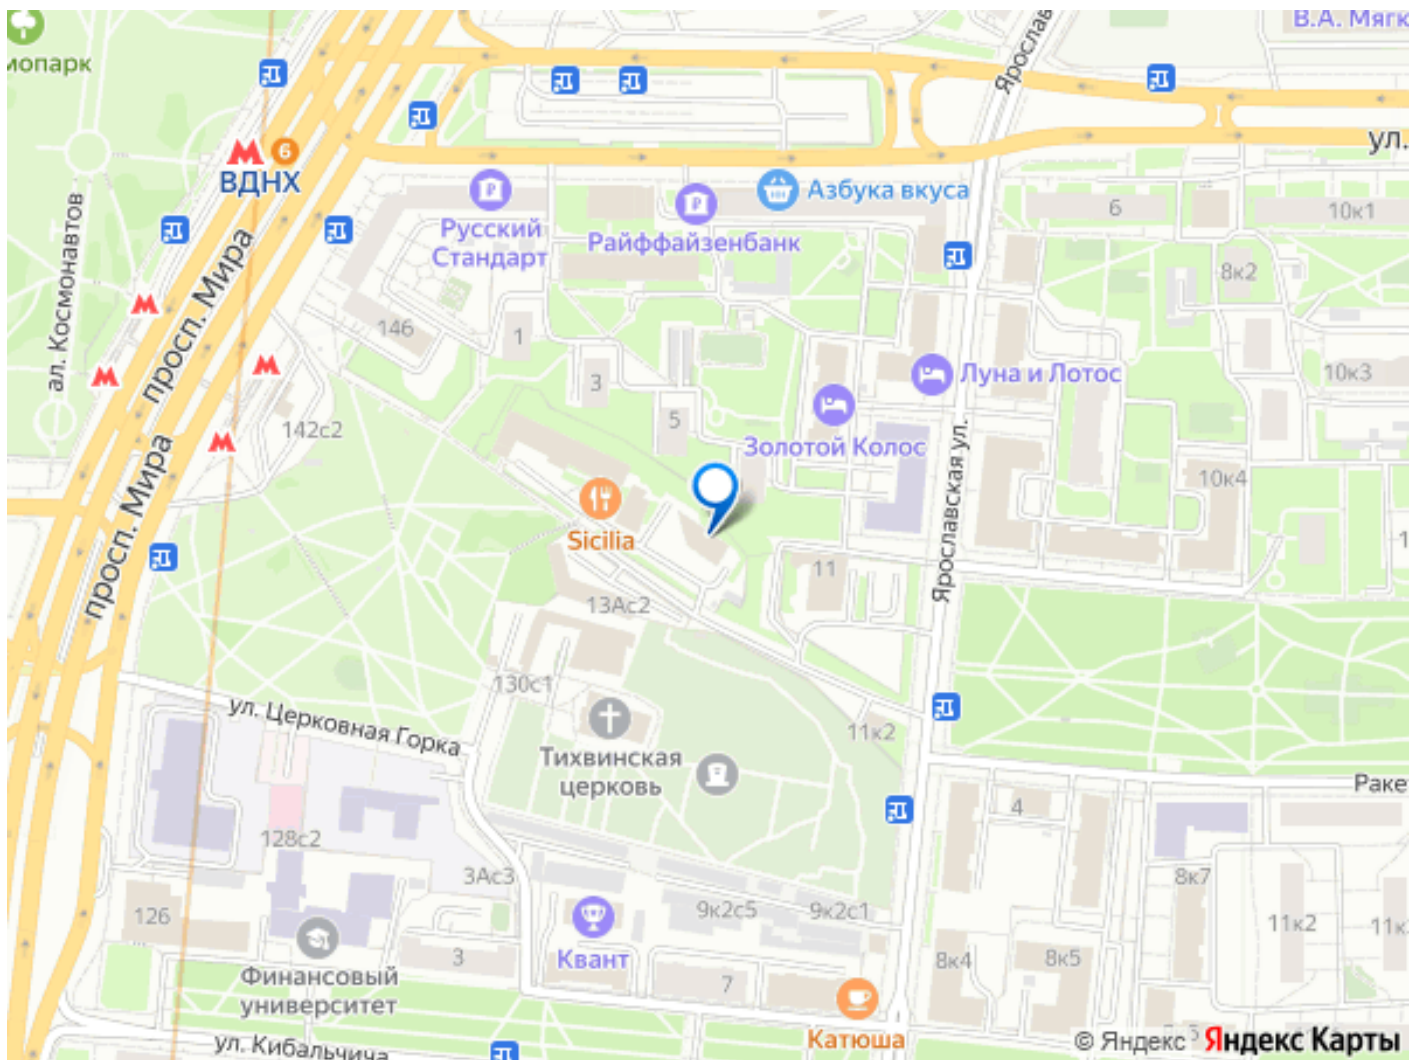 В.А. Мягк
мопарк
Ярослав
6
ВДНХ
ул.
Азбука вкуса
Русский
Стандарт
Райффайзенбанк
6
10к1
8к2
ал. Космонавтов
просп. Мира
146
1
3
5
Луна и Лотос
10к3
142с2
Золотой Колос
Ярославская ул.
10к4
просп. Мира
Sicilia
1
11
13Ас2
130с1
ул. Церковная Горка
11к2
Тихвинская
церковь
Раке
4
128с2
3Ас3
8к7
126
9к2с5
9к2с1
11к2
11к
Квант
3
7
8к4
8к5
Финансовый
университет
Катюша
ул. Кибальчича
© Яндекс
Яндекс Карты